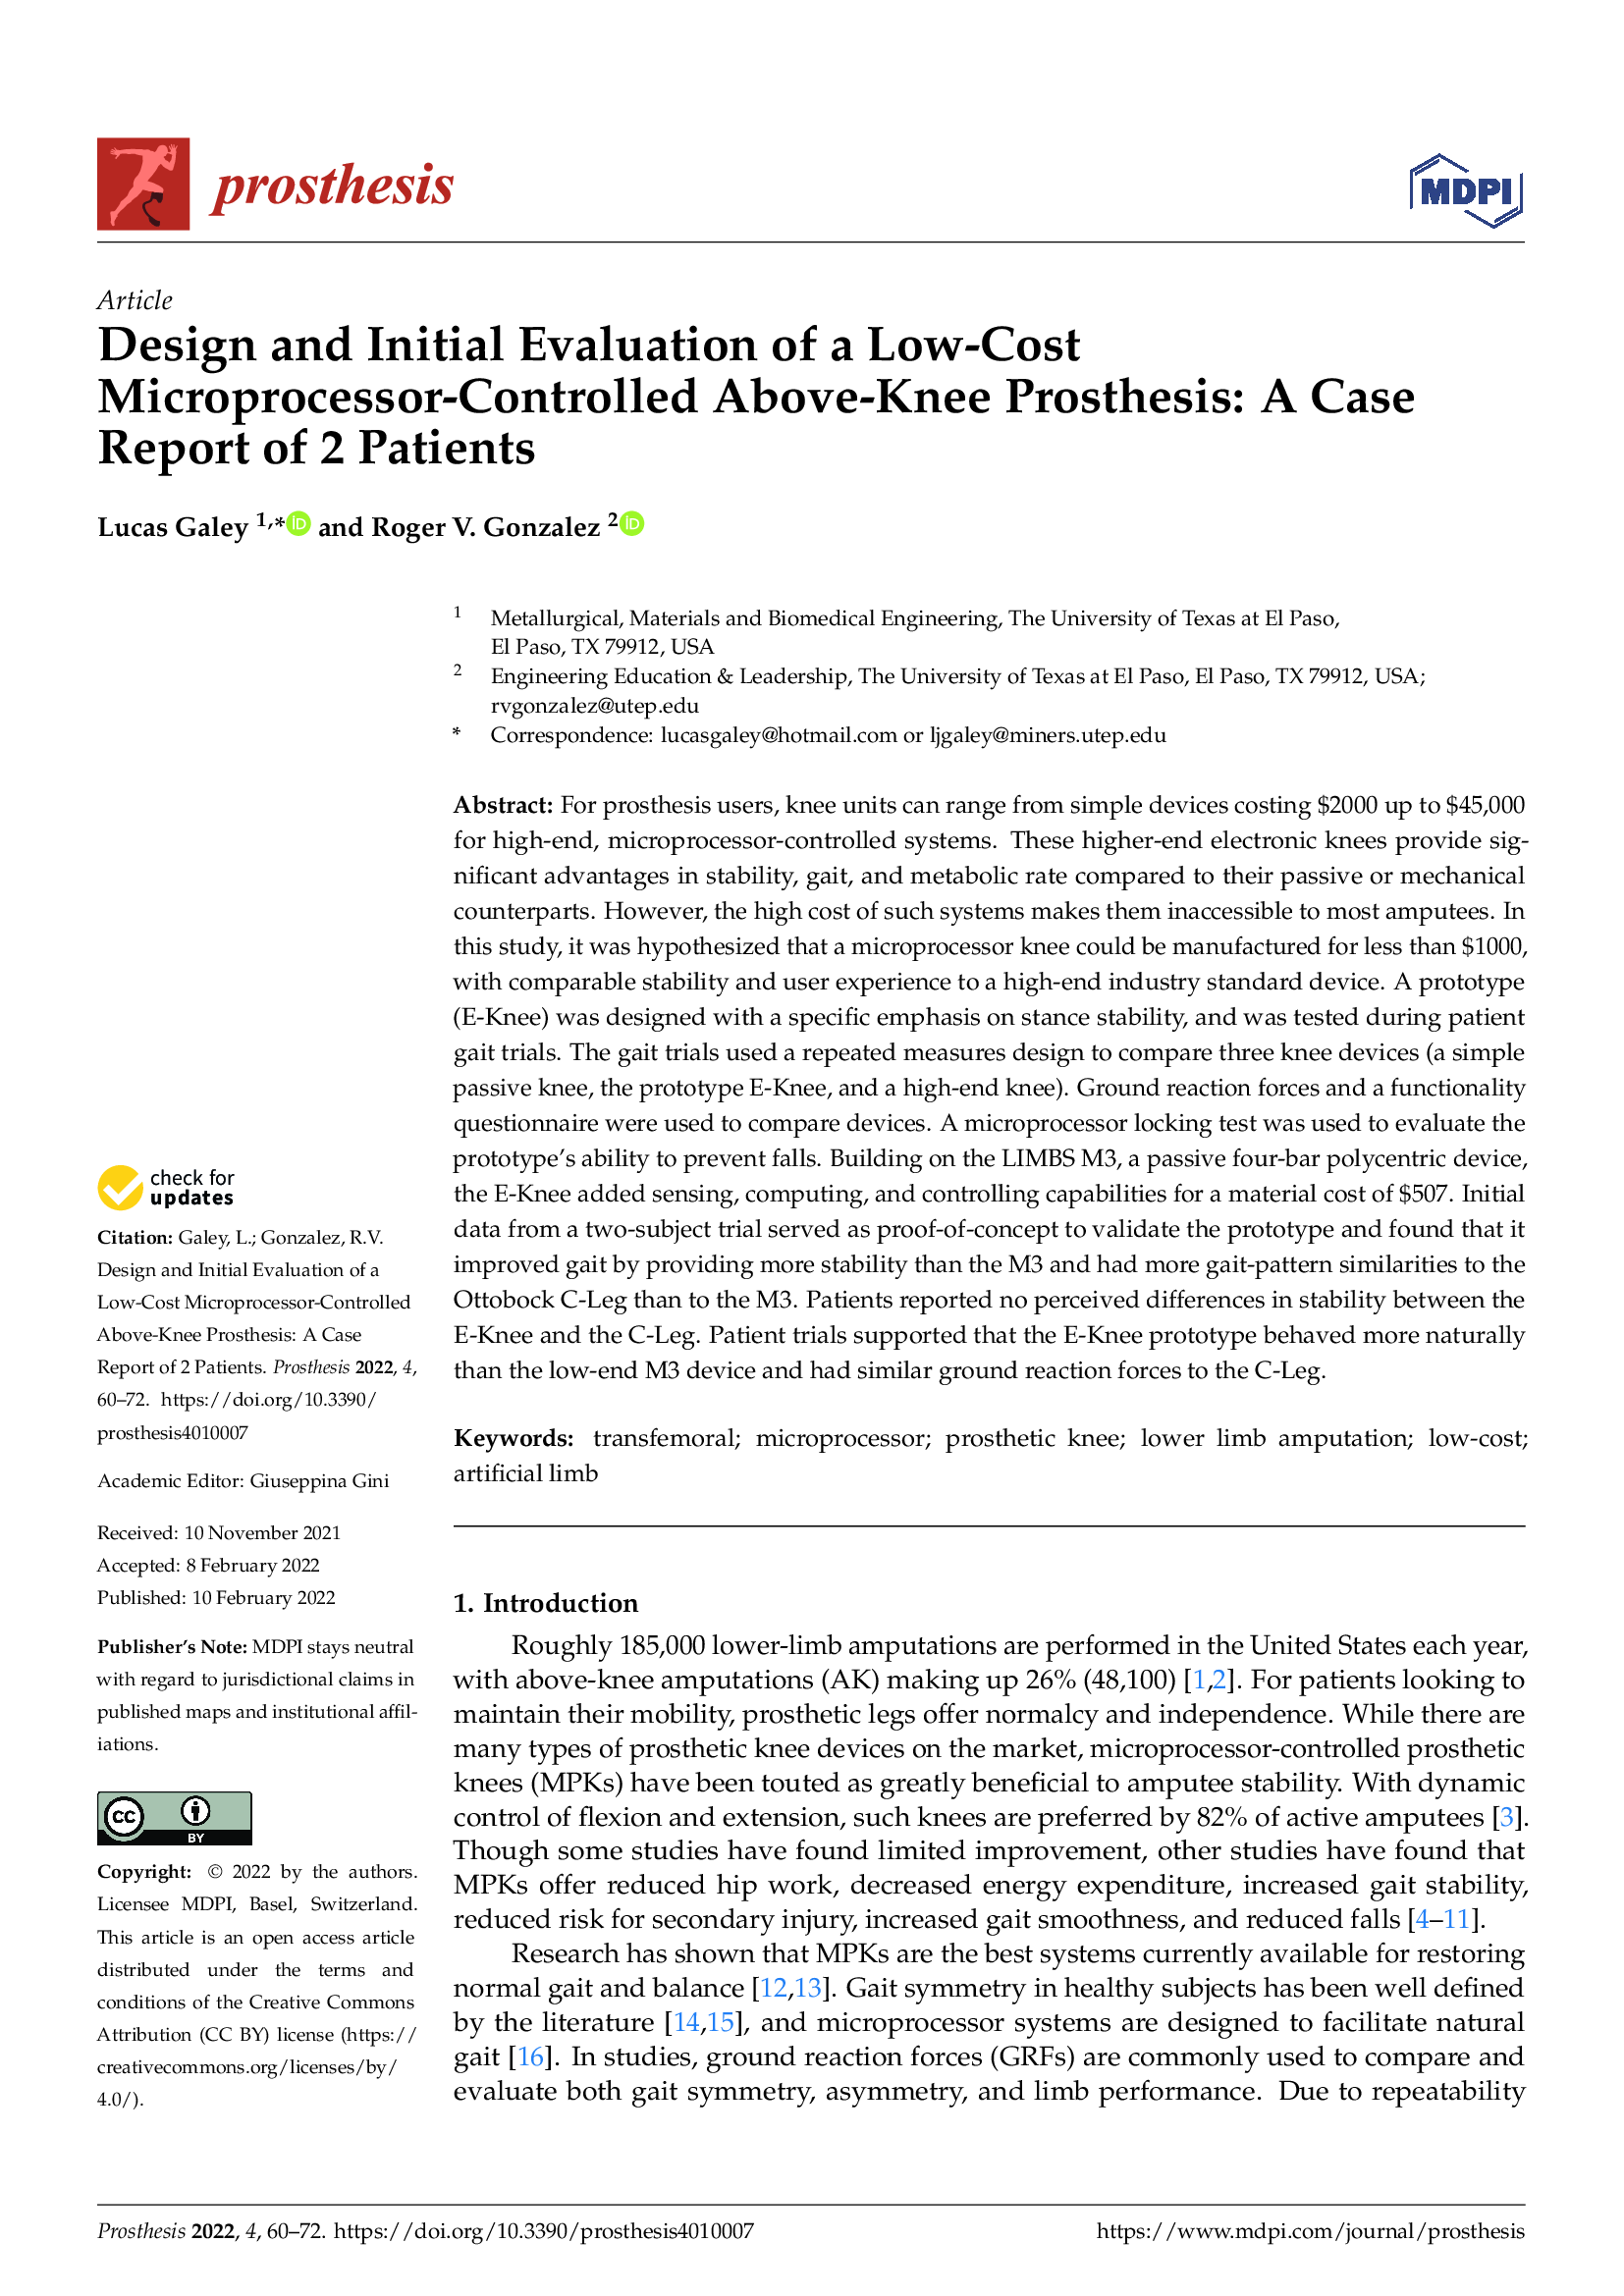 prosthesis
MDPI
Article
Design and Initial Evaluation of a Low-Cost
Microprocessor-Controlled Above-Knee Prosthesis: A Case
Report of 2 Patients
Lucas Galey 1,* iD and Roger V. Gonzalez 2 iD
1 Metallurgical, Materials and Biomedical Engineering, The University of Texas at El Paso,
El Paso, TX 79912, USA
2 Engineering Education & Leadership, The University of Texas at El Paso, El Paso, TX 79912, USA;
rvgonzalez@utep.edu
* Correspondence: lucasgaley@hotmail.com or ljgaley@miners.utep.edu
Abstract: For prosthesis users, knee units can range from simple devices costing $2000 up to $45,000
for high-end, microprocessor-controlled systems. These higher-end electronic knees provide sig-
nificant advantages in stability, gait, and metabolic rate compared to their passive or mechanical
counterparts. However, the high cost of such systems makes them inaccessible to most amputees. In
this study, it was hypothesized that a microprocessor knee could be manufactured for less than $1000,
with comparable stability and user experience to a high-end industry standard device. A prototype
(E-Knee) was designed with a specific emphasis on stance stability, and was tested during patient
gait trials. The gait trials used a repeated measures design to compare three knee devices (a simple
passive knee, the prototype E-Knee, and a high-end knee). Ground reaction forces and a functionality
questionnaire were used to compare devices. A microprocessor locking test was used to evaluate the
prototype's ability to prevent falls. Building on the LIMBS M3, a passive four-bar polycentric device,
the E-Knee added sensing, computing, and controlling capabilities for a material cost of $507. Initial
data from a two-subject trial served as proof-of-concept to validate the prototype and found that it
improved gait by providing more stability than the M3 and had more gait-pattern similarities to the
Ottobock C-Leg than to the M3. Patients reported no perceived differences in stability between the
E-Knee and the C-Leg. Patient trials supported that the E-Knee prototype behaved more naturally
than the low-end M3 device and had similar ground reaction forces to the C-Leg.
Keywords: transfemoral; microprocessor; prosthetic knee; lower limb amputation; low-cost;
artificial limb
check for
updates
Citation: Galey, L.; Gonzalez, R.V.
Design and Initial Evaluation of a
Low-Cost Microprocessor-Controlled
Above-Knee Prosthesis: A Case
Report of 2 Patients. Prosthesis 2022, 4,
60–72. https://doi.org/10.3390/
prosthesis4010007
Academic Editor: Giuseppina Gini
Received: 10 November 2021
Accepted: 8 February 2022
Published: 10 February 2022
Publisher's Note: MDPI stays neutral
with regard to jurisdictional claims in
published maps and institutional affil-
iations.
cc BY
Copyright: © 2022 by the authors.
Licensee MDPI, Basel, Switzerland.
This article is an open access article
distributed under the terms and
conditions of the Creative Commons
Attribution (CC BY) license (https://
creativecommons.org/licenses/by/
4.0/).
1. Introduction
Roughly 185,000 lower-limb amputations are performed in the United States each year,
with above-knee amputations (AK) making up 26% (48,100) [1,2]. For patients looking to
maintain their mobility, prosthetic legs offer normalcy and independence. While there are
many types of prosthetic knee devices on the market, microprocessor-controlled prosthetic
knees (MPKs) have been touted as greatly beneficial to amputee stability. With dynamic
control of flexion and extension, such knees are preferred by 82% of active amputees [3].
Though some studies have found limited improvement, other studies have found that
MPKs offer reduced hip work, decreased energy expenditure, increased gait stability,
reduced risk for secondary injury, increased gait smoothness, and reduced falls [4–11].
Research has shown that MPKs are the best systems currently available for restoring
normal gait and balance [12,13]. Gait symmetry in healthy subjects has been well defined
by the literature [14,15], and microprocessor systems are designed to facilitate natural
gait [16]. In studies, ground reaction forces (GRFs) are commonly used to compare and
evaluate both gait symmetry, asymmetry, and limb performance. Due to repeatability
Prosthesis 2022, 4, 60–72. https://doi.org/10.3390/prosthesis4010007
https://www.mdpi.com/journal/prosthesis